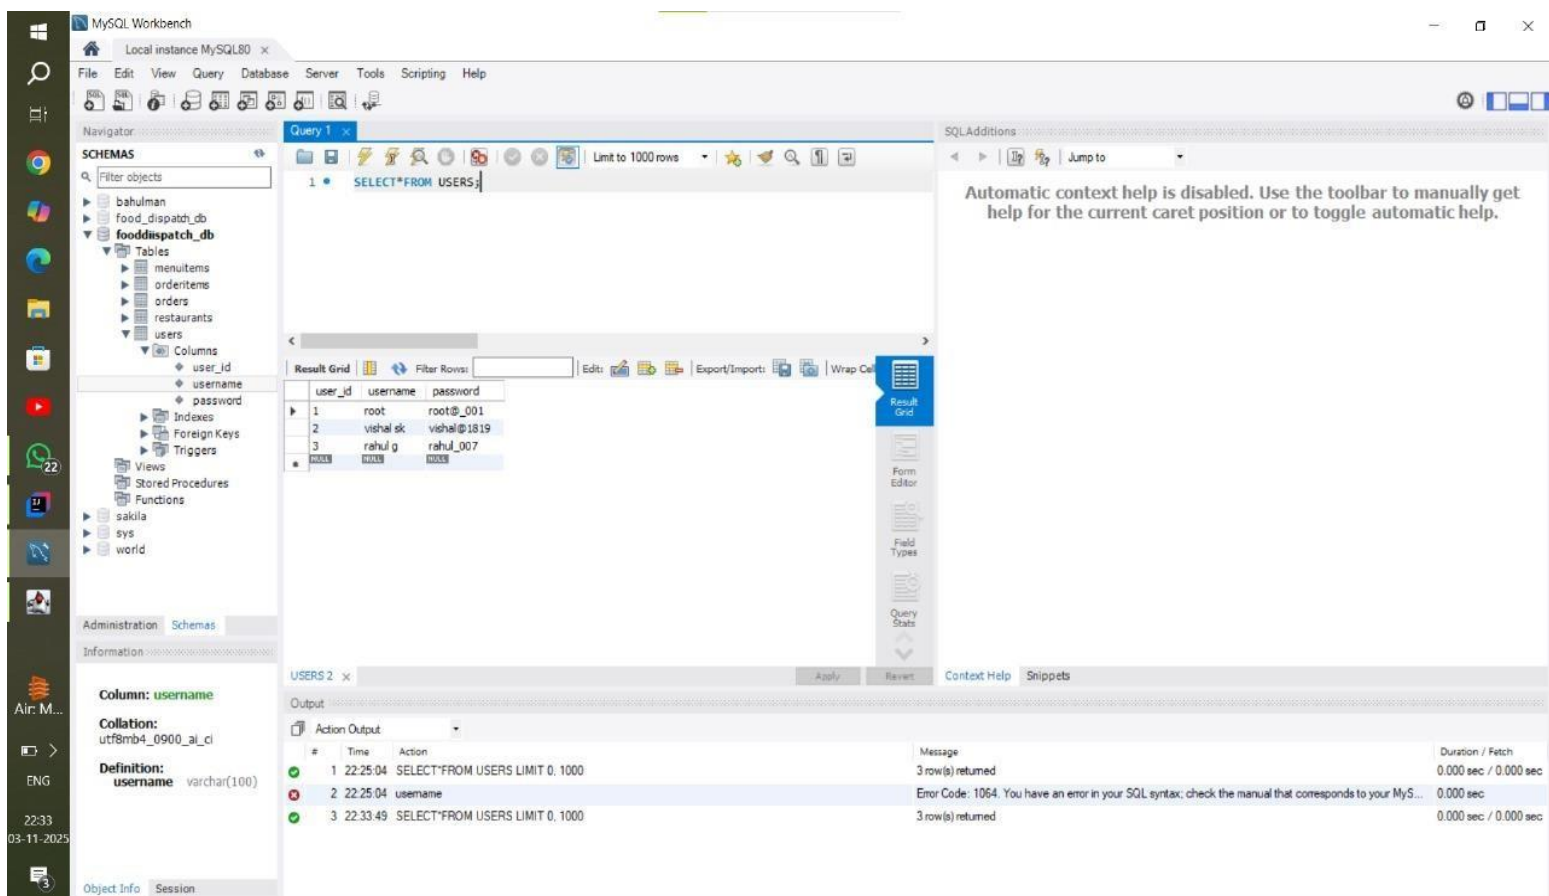 MySQL Workbench
Local instance MySQL80 ×
File Edit View Query Database Server Tools Scripting Help
Navigator
SCHEMAS
Filter objects
bahulman
food_dispatch_db
fooddiispatch_db
Tables
menuitems
orderitems
orders
restaurants
users
Columns
user_id
username
password
Indexes
Foreign Keys
Triggers
Views
Stored Procedures
Functions
sakila
sys
world
Administration Schemas
Information
Column: username
Collation:
utf8mb4_0900_ai_ci
Definition:
username varchar(100)
Object Info Session
Query 1 ×
Limit to 1000 rows
1 SELECT*FROM USERS;
Result Grid Filter Rows: Edit: Export/Import: Wrap Cel
user_id username password
1 root root@_001
2 vishal sk vishal@1819
3 rahul g rahul_007
NULL NULL NULL
Result
Grid
Form
Editor
Field
Types
Query
Stats
USERS 2 × Apply Revert
SQLAdditions
Jump to
Automatic context help is disabled. Use the toolbar to manually get
help for the current caret position or to toggle automatic help.
Context Help Snippets
Output
Action Output
# Time Action Message Duration / Fetch
1 22:25:04 SELECT*FROM USERS LIMIT 0, 1000 3 row(s) returned 0.000 sec / 0.000 sec
2 22:25:04 username Error Code: 1064. You have an error in your SQL syntax; check the manual that corresponds to your MyS... 0.000 sec
3 22:33:49 SELECT*FROM USERS LIMIT 0, 1000 3 row(s) returned 0.000 sec / 0.000 sec
22
Air: M...
ENG
22:33
03-11-2025
3